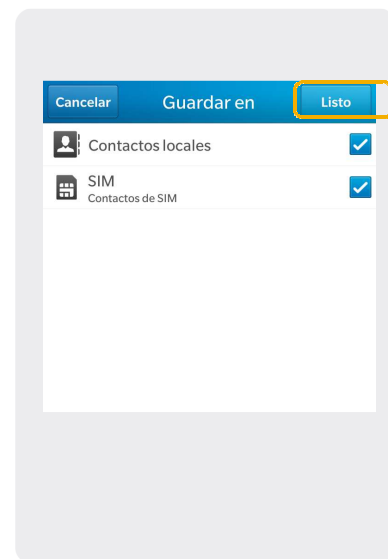 Cancelar Guardar en Listo
Contactos locales
SIM
Contactos de SIM